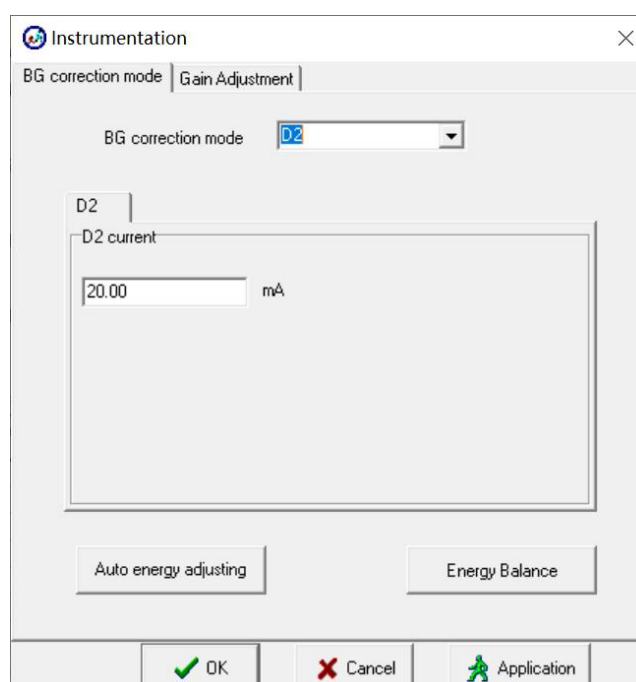 Instrumentation
BG correction mode Gain Adjustment
BG correction mode D2
D2
D2 current
20.00 mA
Auto energy adjusting Energy Balance
OK Cancel Application